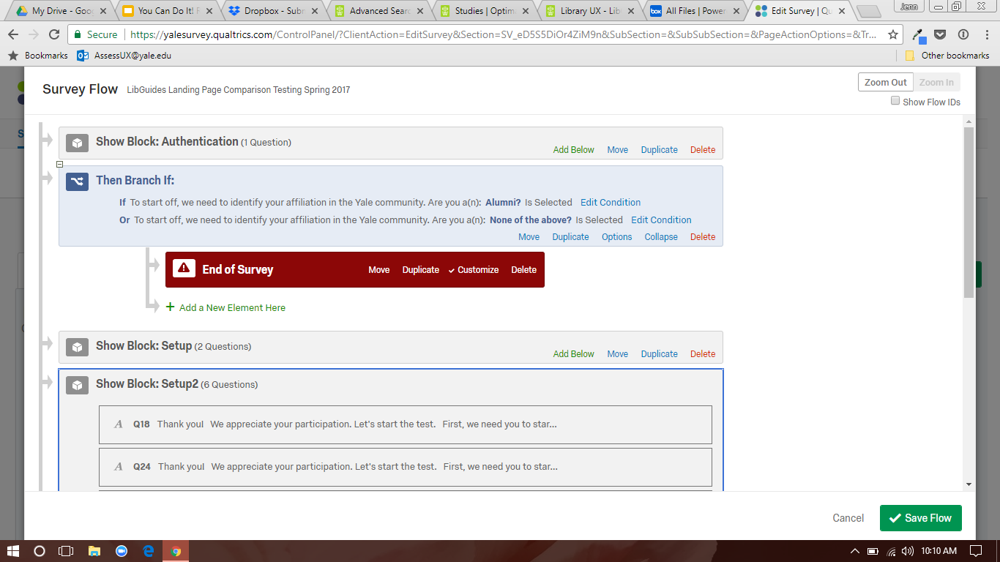 My Drive - Goog
You Can Do It! F
Dropbox - Subm
Advanced Searc
Studies | Optima
Library UX - Lib
All Files | Power
Edit Survey | Qu
Jenn
Secure https://yalesurvey.qualtrics.com/ControlPanel/?ClientAction=EditSurvey&Section=SV_eD5S5DiOr4ZiM9n&SubSection=&SubSubSection=&PageActionOptions=&Tr...
Bookmarks AssessUX@yale.edu Other bookmarks
Survey Flow LibGuides Landing Page Comparison Testing Spring 2017
Zoom Out Zoom In
Show Flow IDs
Show Block: Authentication (1 Question)
Add Below Move Duplicate Delete
Then Branch If:
If To start off, we need to identify your affiliation in the Yale community. Are you a(n): Alumni? Is Selected Edit Condition
Or To start off, we need to identify your affiliation in the Yale community. Are you a(n): None of the above? Is Selected Edit Condition
Move Duplicate Options Collapse Delete
End of Survey Move Duplicate Customize Delete
+ Add a New Element Here
Show Block: Setup (2 Questions)
Add Below Move Duplicate Delete
Show Block: Setup2 (6 Questions)
A Q18 Thank you! We appreciate your participation. Let's start the test. First, we need you to star...
A Q24 Thank you! We appreciate your participation. Let's start the test. First, we need you to star...
Cancel Save Flow
10:10 AM